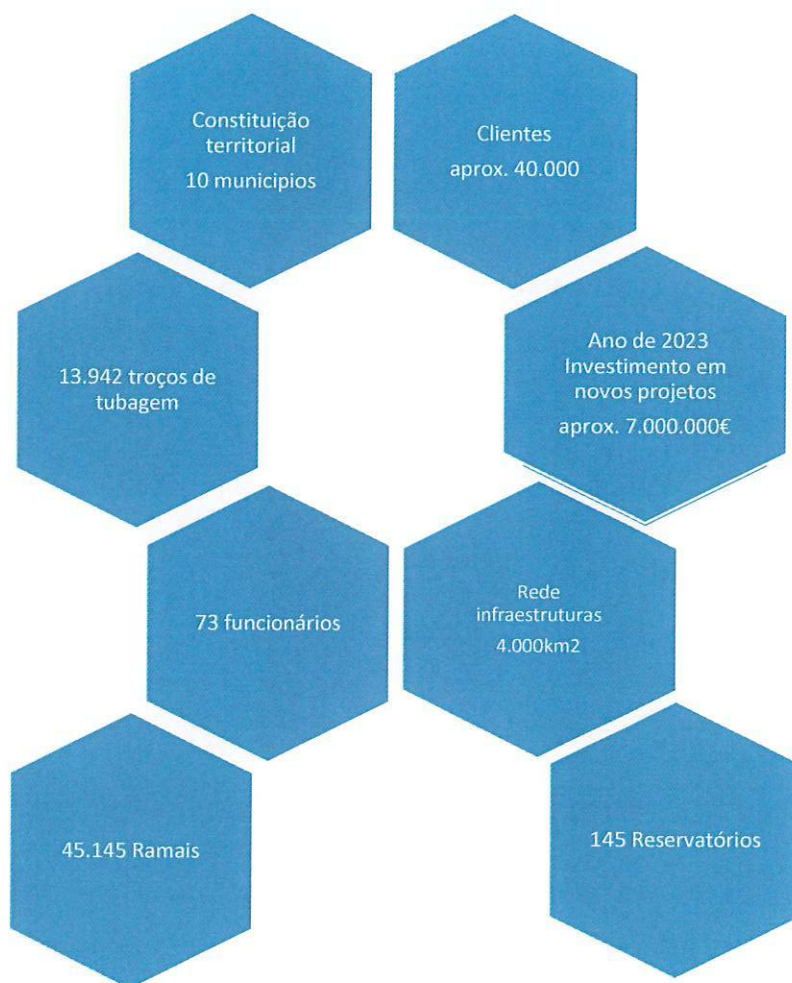 Constituição
territorial
10 municipios
Clientes
aprox. 40.000
13.942 troços de
tubagem
Ano de 2023
Investimento em
novos projetos
aprox. 7.000.000€
73 funcionários
Rede
infraestruturas
4.000km2
45.145 Ramais
145 Reservatórios